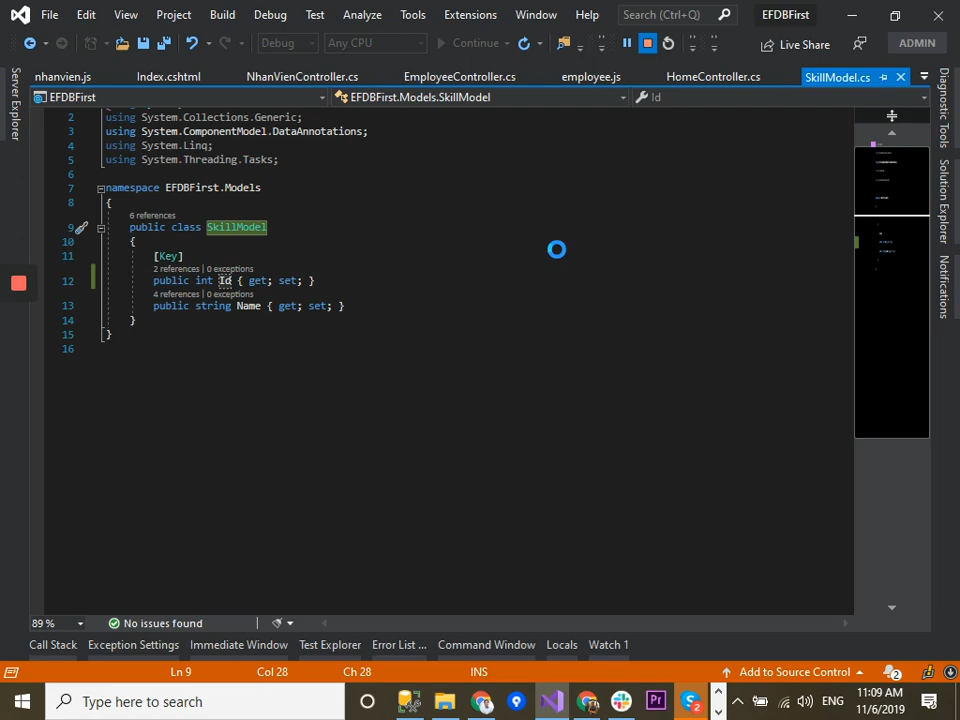 File Edit View Project Build Debug Test Analyze Tools Extensions Window Help Search (Ctrl+Q) EFDBFirst
Debug Any CPU Continue Live Share ADMIN
nhanvien.js Index.cshtml NhanVienController.cs EmployeeController.cs employee.js HomeController.cs SkillModel.cs
Server Explorer
EFDBFirst EFDBFirst.Models.SkillModel Id
2 using System.Collections.Generic;
3 using System.ComponentModel.DataAnnotations;
4 using System.Linq;
5 using System.Threading.Tasks;
6
7 namespace EFDBFirst.Models
8 {
6 references
9 public class SkillModel
10 {
11 [Key]
2 references | 0 exceptions
12 public int Id { get; set; }
4 references | 0 exceptions
13 public string Name { get; set; }
14 }
15 }
16
Diagnostic Tools
Solution Explorer
Notifications
89 % No issues found
Call Stack Exception Settings Immediate Window Test Explorer Error List ... Command Window Locals Watch 1
Ln 9 Col 28 Ch 28 INS Add to Source Control 2
Type here to search 2 ENG 11:09 AM
11/6/2019